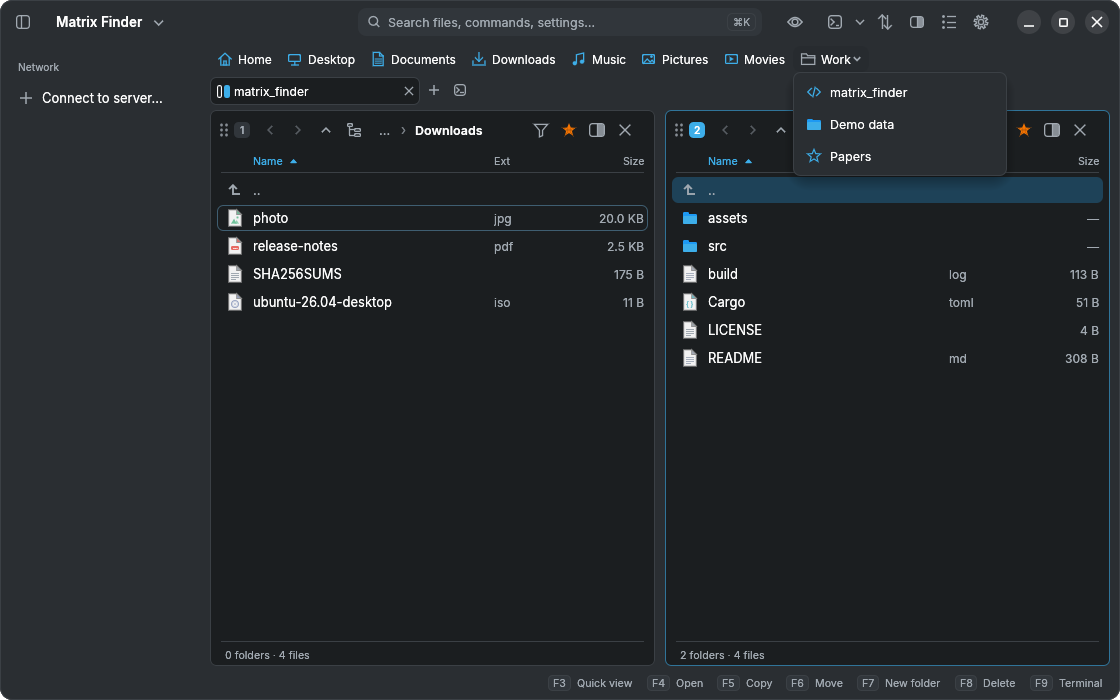 Matrix Finder
Search files, commands, settings... ⌘K
Network
Connect to server...
Home Desktop Documents Downloads Music Pictures Movies Work
matrix_finder
Demo data
Papers
matrix_finder
1 ... › Downloads
Name Ext Size
..
photo jpg 20.0 KB
release-notes pdf 2.5 KB
SHA256SUMS 175 B
ubuntu-26.04-desktop iso 11 B
0 folders · 4 files
2
Name Size
..
assets —
src —
build log 113 B
Cargo toml 51 B
LICENSE 4 B
README md 308 B
2 folders · 4 files
F3 Quick view F4 Open F5 Copy F6 Move F7 New folder F8 Delete F9 Terminal